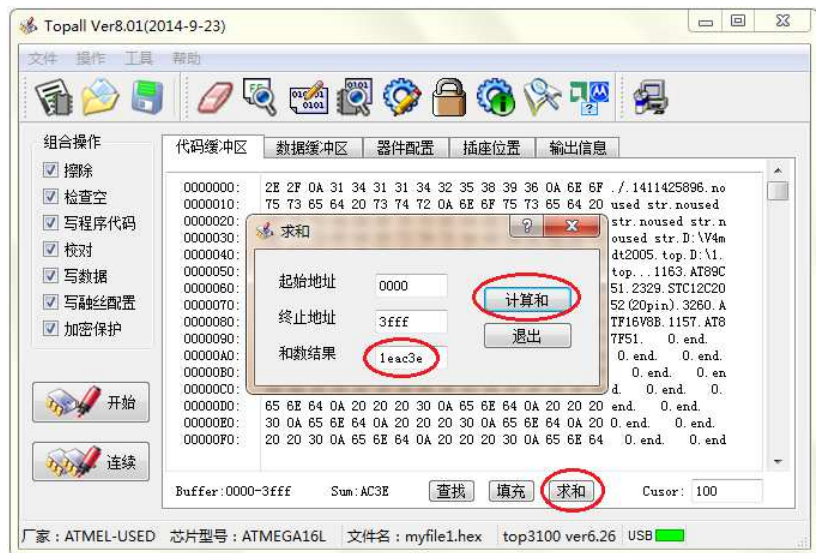 Topall Ver8.01(2014-9-23)
文件 操作 工具 帮助
组合操作
擦除
检查空
写程序代码
校对
写数据
写融丝配置
加密保护
开始
连续
代码缓冲区 数据缓冲区 器件配置 插座位置 输出信息
0000000: 2E 2F 0A 31 34 31 31 34 32 35 38 39 36 0A 6E 6F ./.1411425896.no
0000010: 75 73 65 64 20 73 74 72 0A 6E 6F 75 73 65 64 20 used str.noused
0000020: str.noused str.n
0000030: oused str.D:\V4m
0000040: dt2005.top.D:\1.
0000050: top...1163.AT89C
0000060: 51.2329.STC12C20
0000070: 52(20pin).3260.A
0000080: TF16V8B.1157.AT8
0000090: 7F51. 0.end.
00000A0: 0.end. 0.end.
00000B0: 0.end. 0.en
00000C0: d. 0.end. 0.
00000D0: 65 6E 64 0A 20 20 20 30 0A 65 6E 64 0A 20 20 20 end. 0.end.
00000E0: 30 0A 65 6E 64 0A 20 20 20 30 0A 65 6E 64 0A 20 0.end. 0.end.
00000F0: 20 20 30 0A 65 6E 64 0A 20 20 20 30 0A 65 6E 64 0.end. 0.end
求和
起始地址 0000
计算和
终止地址 3fff
退出
和数结果 1eac3e
Buffer:0000-3fff Sum:AC3E 查找 填充 求和 Cusor: 100
厂家：ATMEL-USED 芯片型号：ATMEGA16L 文件名：myfile1.hex top3100 ver6.26 USB